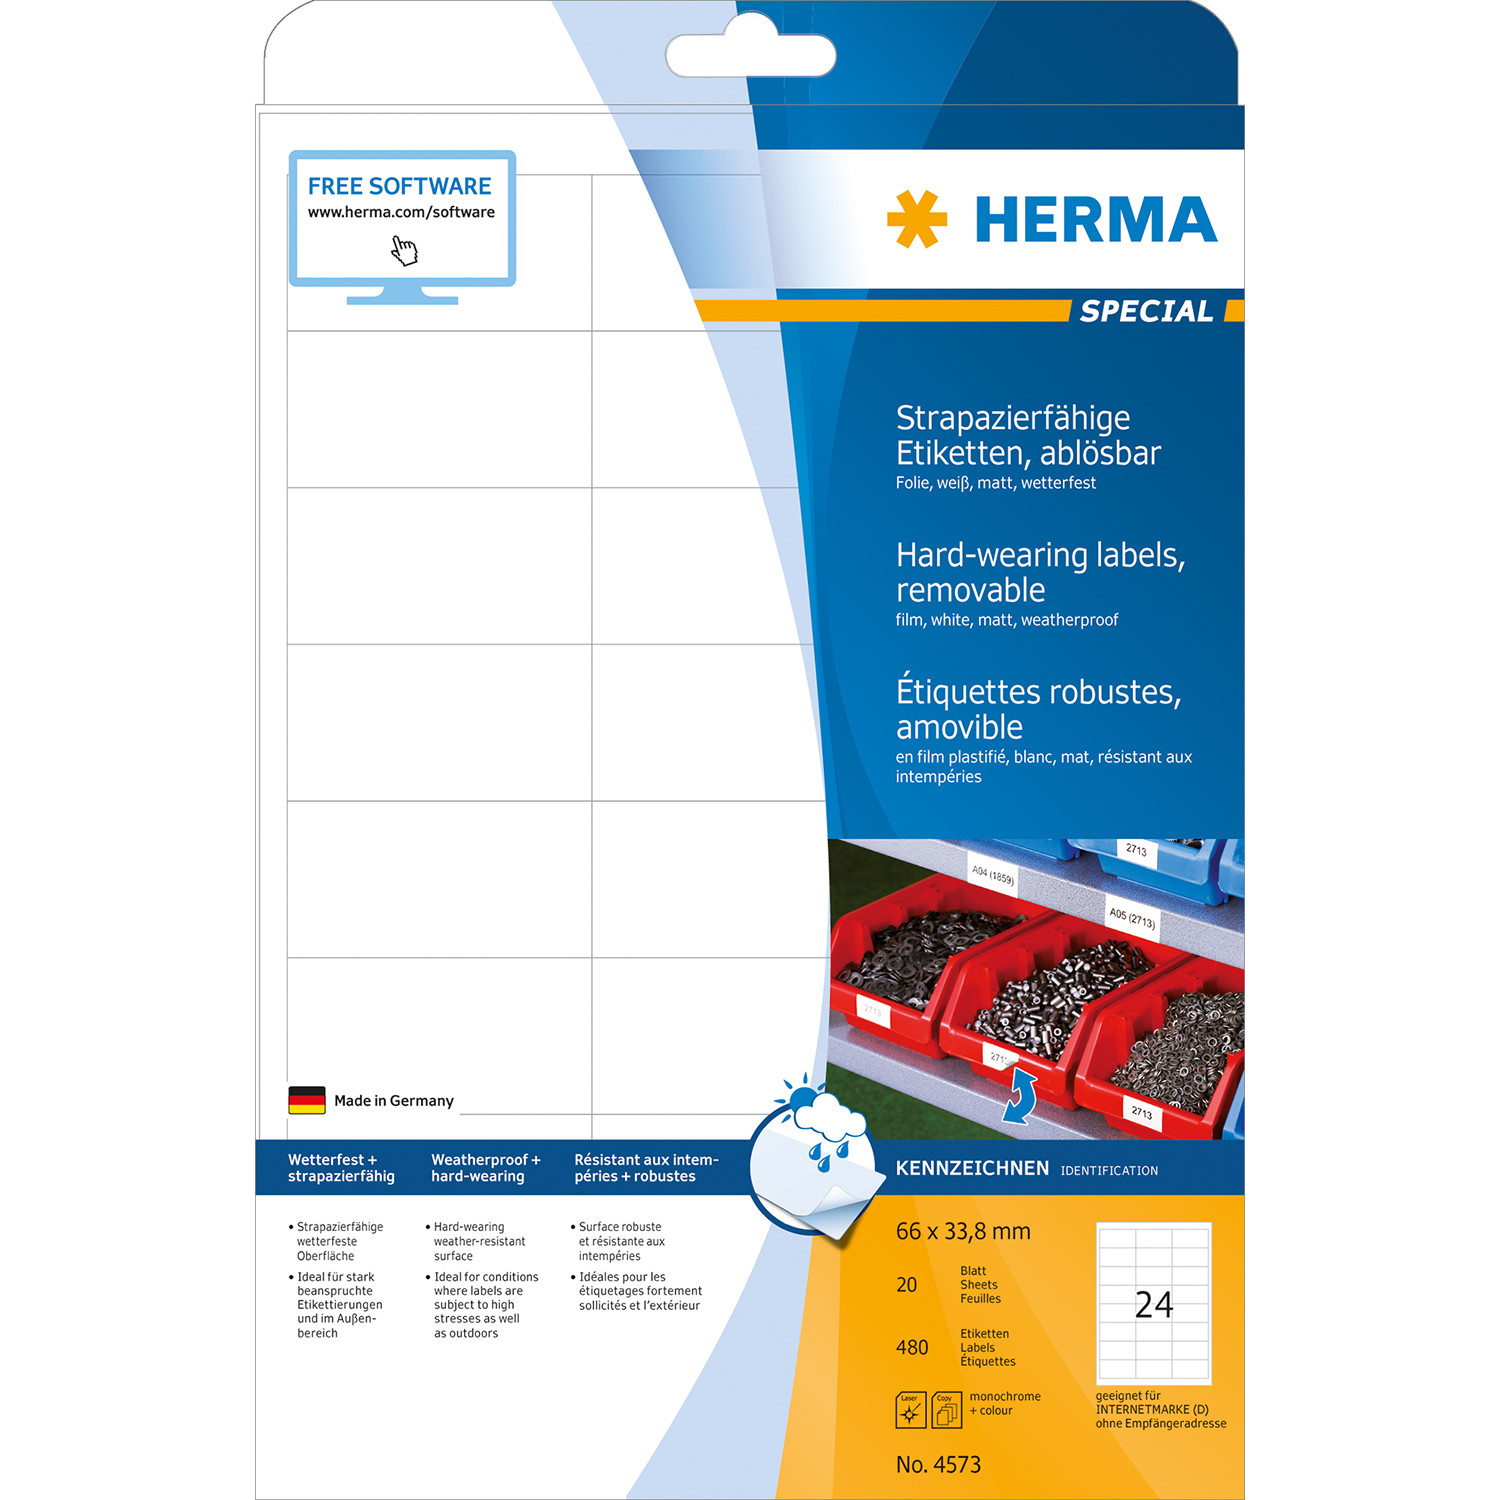 FREE SOFTWARE
www.herma.com/software
HERMA
SPECIAL
Strapazierfähige
Etiketten, ablösbar
Folie, weiß, matt, wetterfest
Hard-wearing labels,
removable
film, white, matt, weatherproof
Étiquettes robustes,
amovible
en film plastifié, blanc, mat, résistant aux
intempéries
2713
A04 (1859)
A05 (2713)
2713
271
2713
Made in Germany
Wetterfest +
strapazierfähig
Weatherproof +
hard-wearing
Résistant aux intem-
péries + robustes
KENNZEICHNEN IDENTIFICATION
• Strapazierfähige
wetterfeste
Oberfläche
• Ideal für stark
beanspruchte
Etikettierungen
und im Außen-
bereich
• Hard-wearing
weather-resistant
surface
• Ideal for conditions
where labels are
subject to high
stresses as well
as outdoors
• Surface robuste
et résistante aux
intempéries
• Idéales pour les
étiquetages fortement
sollicités et l'extérieur
66 x 33,8 mm
20
Blatt
Sheets
Feuilles
480
Etiketten
Labels
Étiquettes
Laser
Copy
monochrome
+ colour
No. 4573
24
geeignet für
INTERNETMARKE (D)
ohne Empfängeradresse